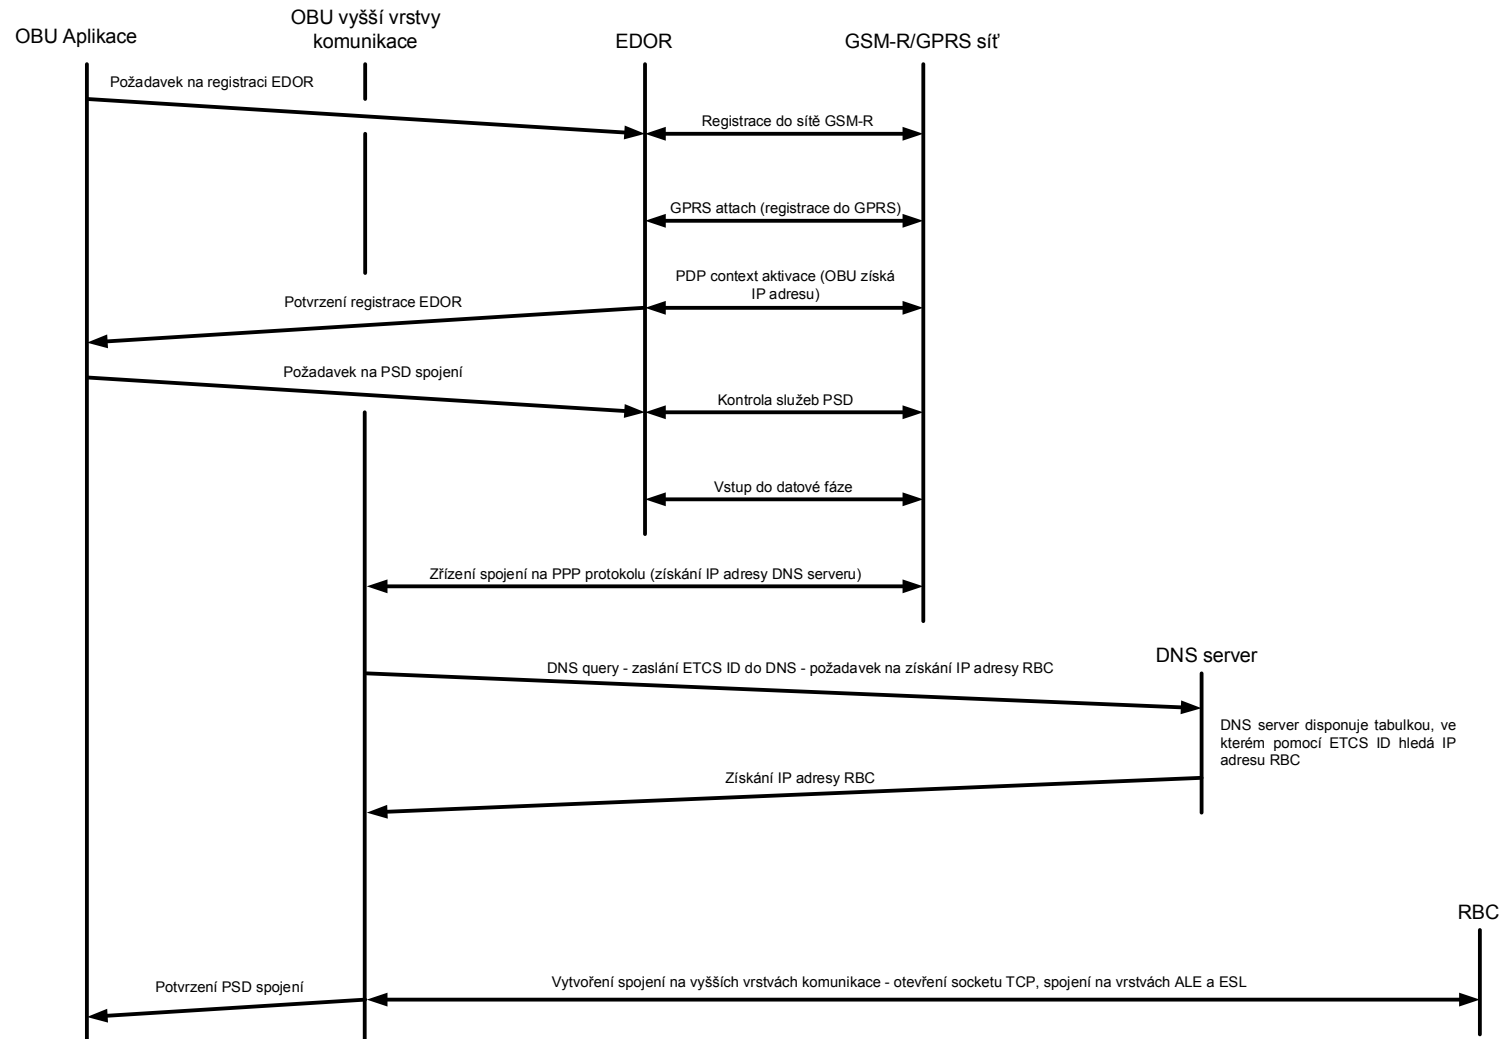 OBU Aplikace
OBU vyšší vrstvy
komunikace
EDOR
GSM-R/GPRS síť
Požadavek na registraci EDOR
Registrace do sítě GSM-R
GPRS attach (registrace do GPRS)
PDP context aktivace (OBU získá
IP adresu)
Potvrzení registrace EDOR
Požadavek na PSD spojení
Kontrola služeb PSD
Vstup do datové fáze
Zřízení spojení na PPP protokolu (získání IP adresy DNS serveru)
DNS server
DNS query - zaslání ETCS ID do DNS - požadavek na získání IP adresy RBC
DNS server disponuje tabulkou, ve
kterém pomocí ETCS ID hledá IP
adresu RBC
Získání IP adresy RBC
RBC
Vytvoření spojení na vyšších vrstvách komunikace - otevření socketu TCP, spojení na vrstvách ALE a ESL
Potvrzení PSD spojení